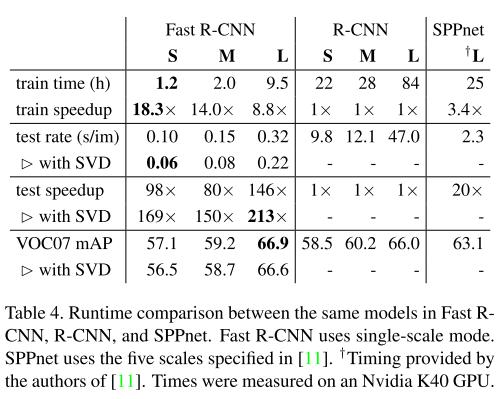 Fast R-CNN R-CNN SPPnet
S M L S M L †L
train time (h) 1.2 2.0 9.5 22 28 84 25
train speedup 18.3× 14.0× 8.8× 1× 1× 1× 3.4×
test rate (s/im) 0.10 0.15 0.32 9.8 12.1 47.0 2.3
▷ with SVD 0.06 0.08 0.22 - - - -
test speedup 98× 80× 146× 1× 1× 1× 20×
▷ with SVD 169× 150× 213× - - - -
VOC07 mAP 57.1 59.2 66.9 58.5 60.2 66.0 63.1
▷ with SVD 56.5 58.7 66.6 - - - -
Table 4. Runtime comparison between the same models in Fast R-
CNN, R-CNN, and SPPnet. Fast R-CNN uses single-scale mode.
SPPnet uses the five scales specified in [11]. †Timing provided by
the authors of [11]. Times were measured on an Nvidia K40 GPU.